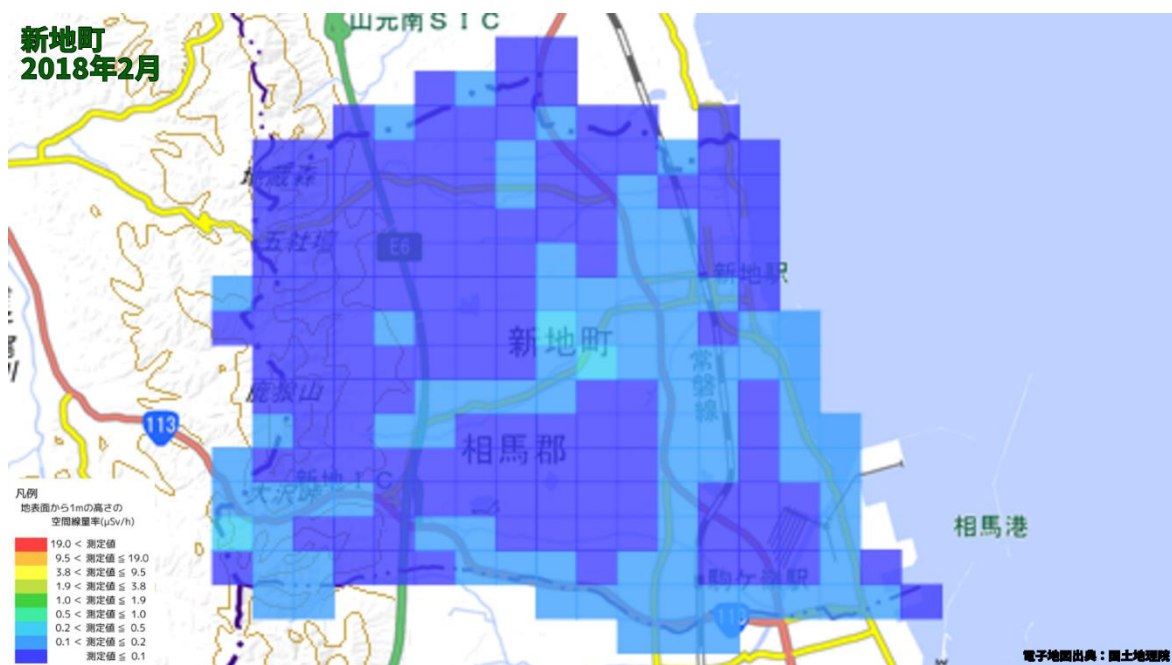 新地町
2018年2月
山元南SIC
地蔵森
五社壇
E6
新地駅
新地町
鹿狼山
常磐線
113
相馬郡
新地IC
大沢峠
相馬港
駒ケ嶺駅
113
凡例
地表面から1mの高さの
空間線量率(μSv/h)
19.0 < 測定値
9.5 < 測定値 ≤ 19.0
3.8 < 測定値 ≤ 9.5
1.9 < 測定値 ≤ 3.8
1.0 < 測定値 ≤ 1.9
0.5 < 測定値 ≤ 1.0
0.2 < 測定値 ≤ 0.5
0.1 < 測定値 ≤ 0.2
測定値 ≤ 0.1
電子地図出典：国土地理院